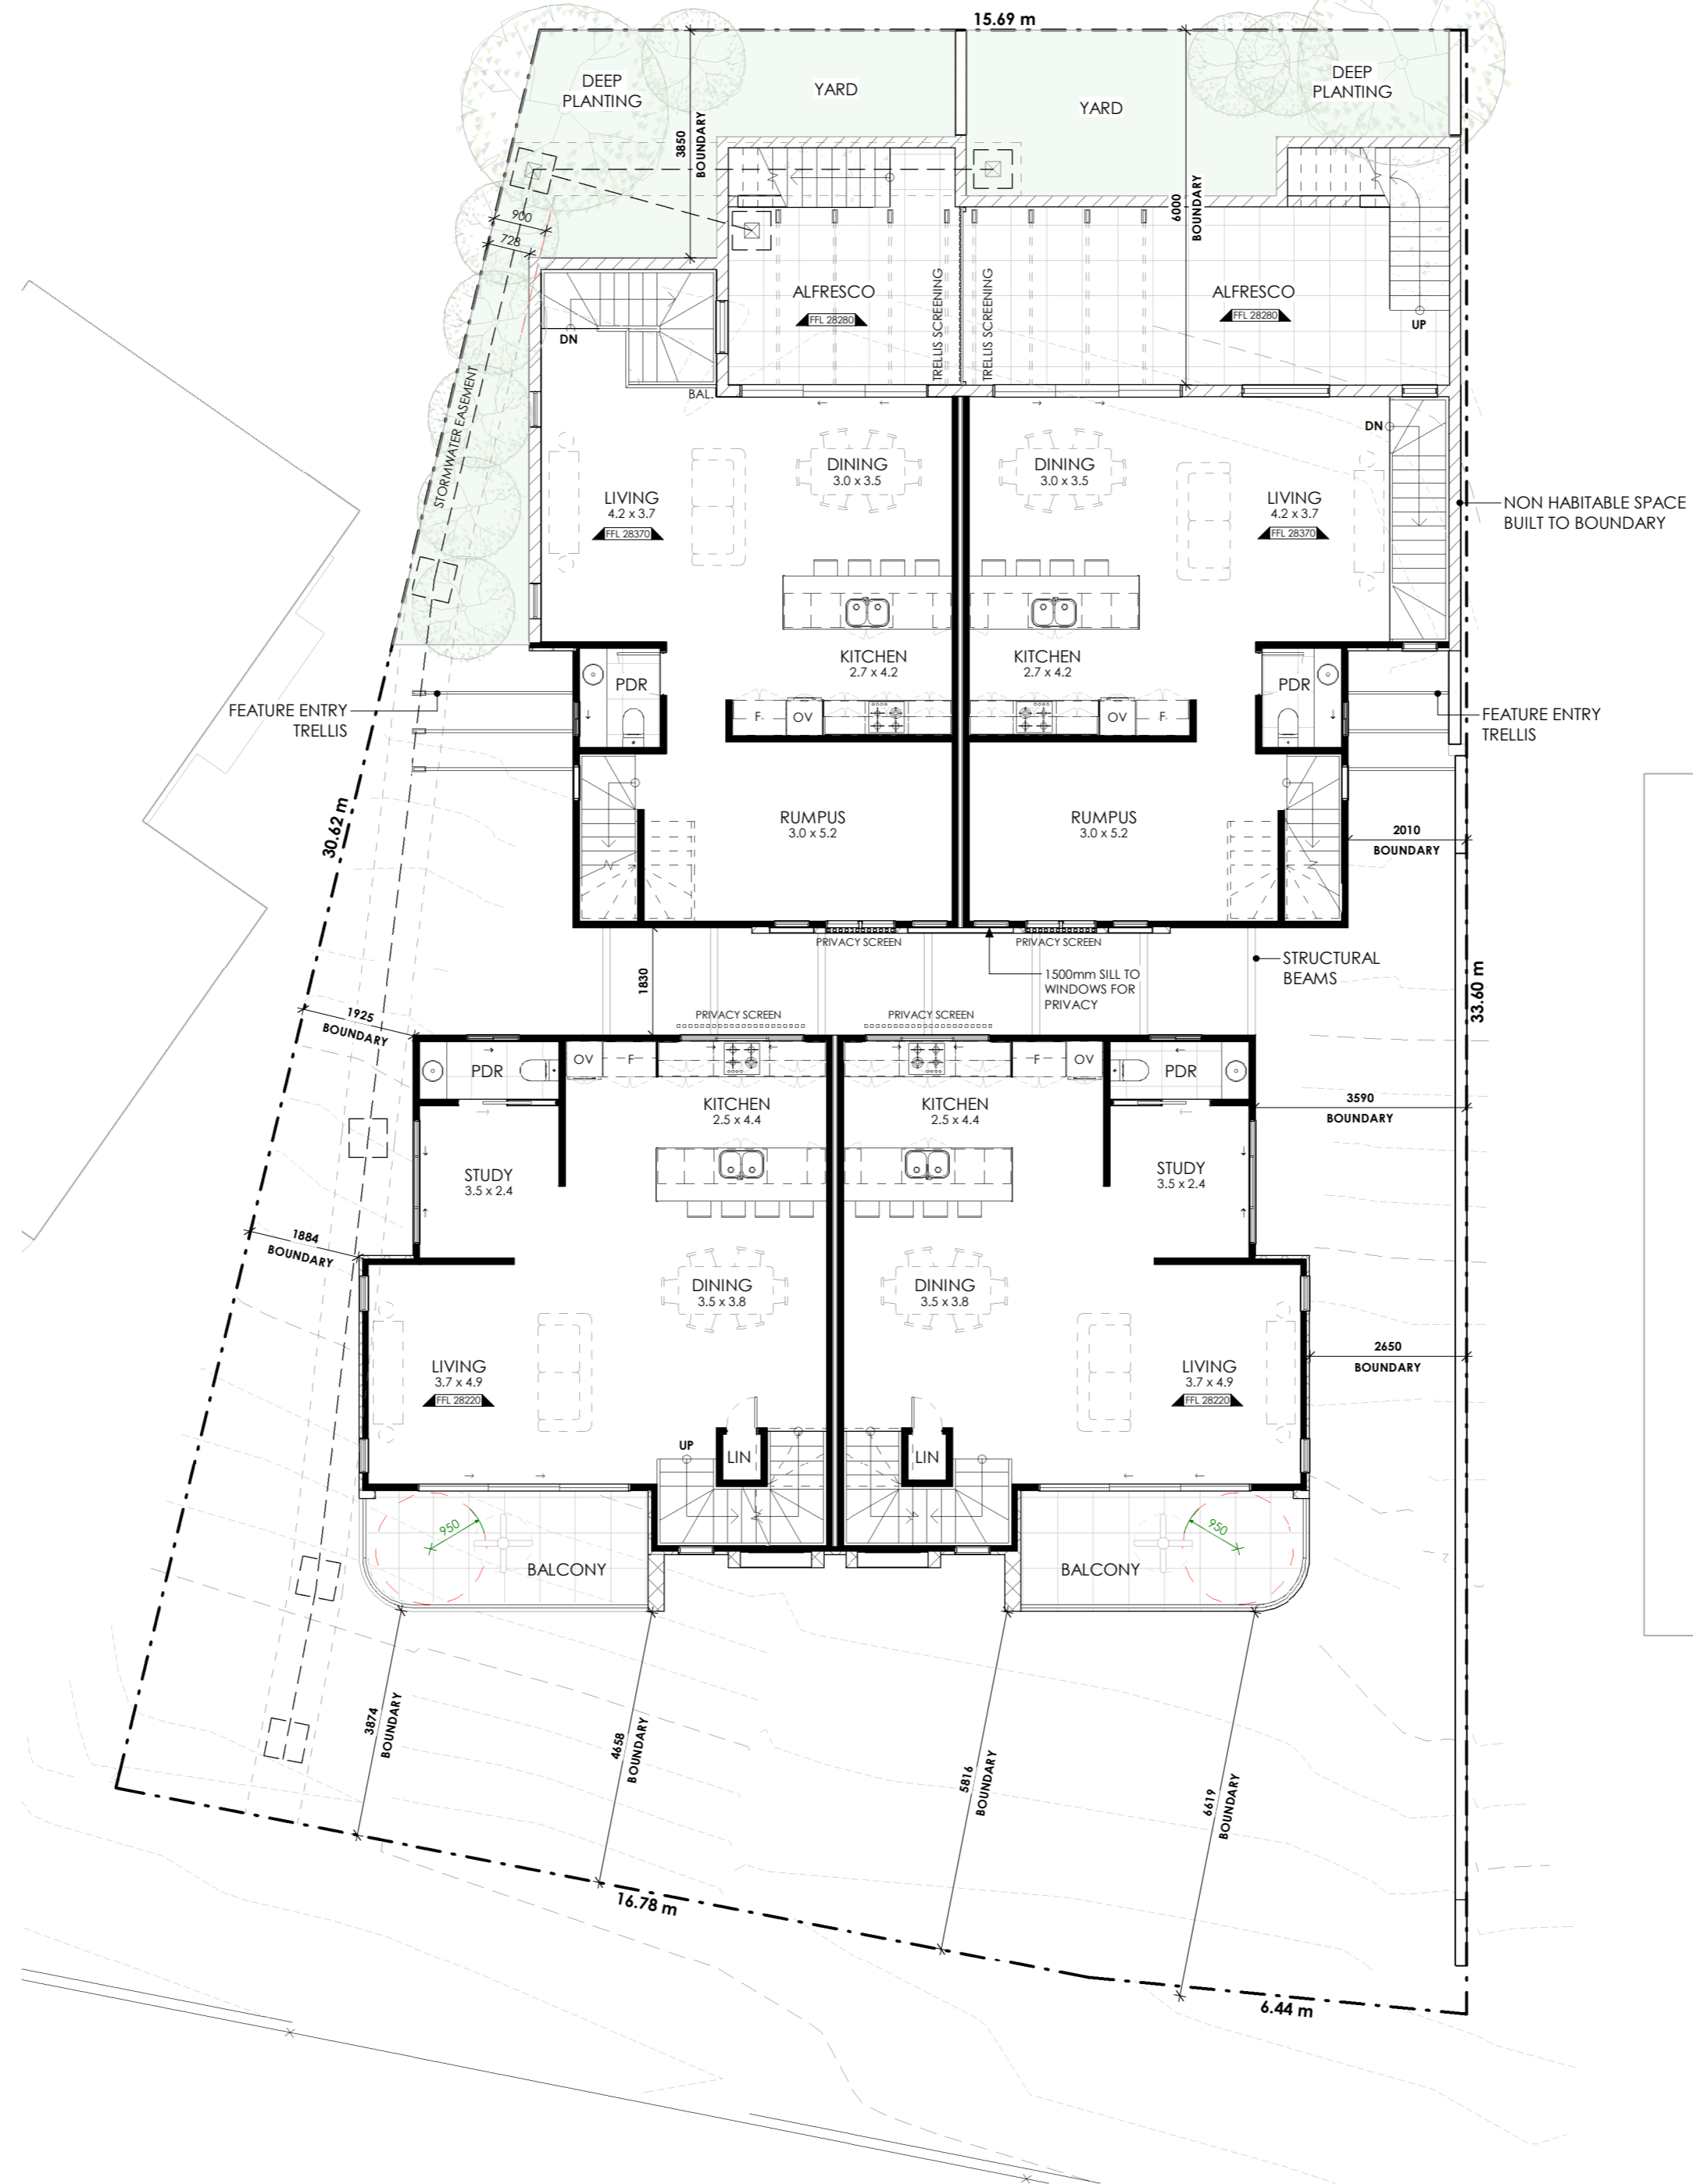 15.69 m
DEEP
PLANTING
YARD
YARD
DEEP
PLANTING
3850
BOUNDARY
6000
BOUNDARY
900
728
ALFRESCO
FFL 28280
TRELLIS SCREENING
TRELLIS SCREENING
ALFRESCO
FFL 28280
UP
DN
BAL.
STORMWATER EASEMENT
DN
DINING
3.0 x 3.5
DINING
3.0 x 3.5
LIVING
4.2 x 3.7
FFL 28370
LIVING
4.2 x 3.7
FFL 28370
NON HABITABLE SPACE
BUILT TO BOUNDARY
KITCHEN
2.7 x 4.2
KITCHEN
2.7 x 4.2
PDR
PDR
F
OV
OV
F
FEATURE ENTRY
TRELLIS
FEATURE ENTRY
TRELLIS
30.62 m
RUMPUS
3.0 x 5.2
RUMPUS
3.0 x 5.2
2010
BOUNDARY
PRIVACY SCREEN
PRIVACY SCREEN
1830
1500mm SILL TO
WINDOWS FOR
PRIVACY
STRUCTURAL
BEAMS
33.60 m
1925
BOUNDARY
PRIVACY SCREEN
PRIVACY SCREEN
PDR
OV
F
F
OV
PDR
KITCHEN
2.5 x 4.4
KITCHEN
2.5 x 4.4
3590
BOUNDARY
STUDY
3.5 x 2.4
STUDY
3.5 x 2.4
1884
BOUNDARY
DINING
3.5 x 3.8
DINING
3.5 x 3.8
LIVING
3.7 x 4.9
FFL 28220
LIVING
3.7 x 4.9
FFL 28220
2650
BOUNDARY
UP
LIN
LIN
950
950
BALCONY
BALCONY
3874
BOUNDARY
4658
BOUNDARY
5816
BOUNDARY
6619
BOUNDARY
16.78 m
6.44 m